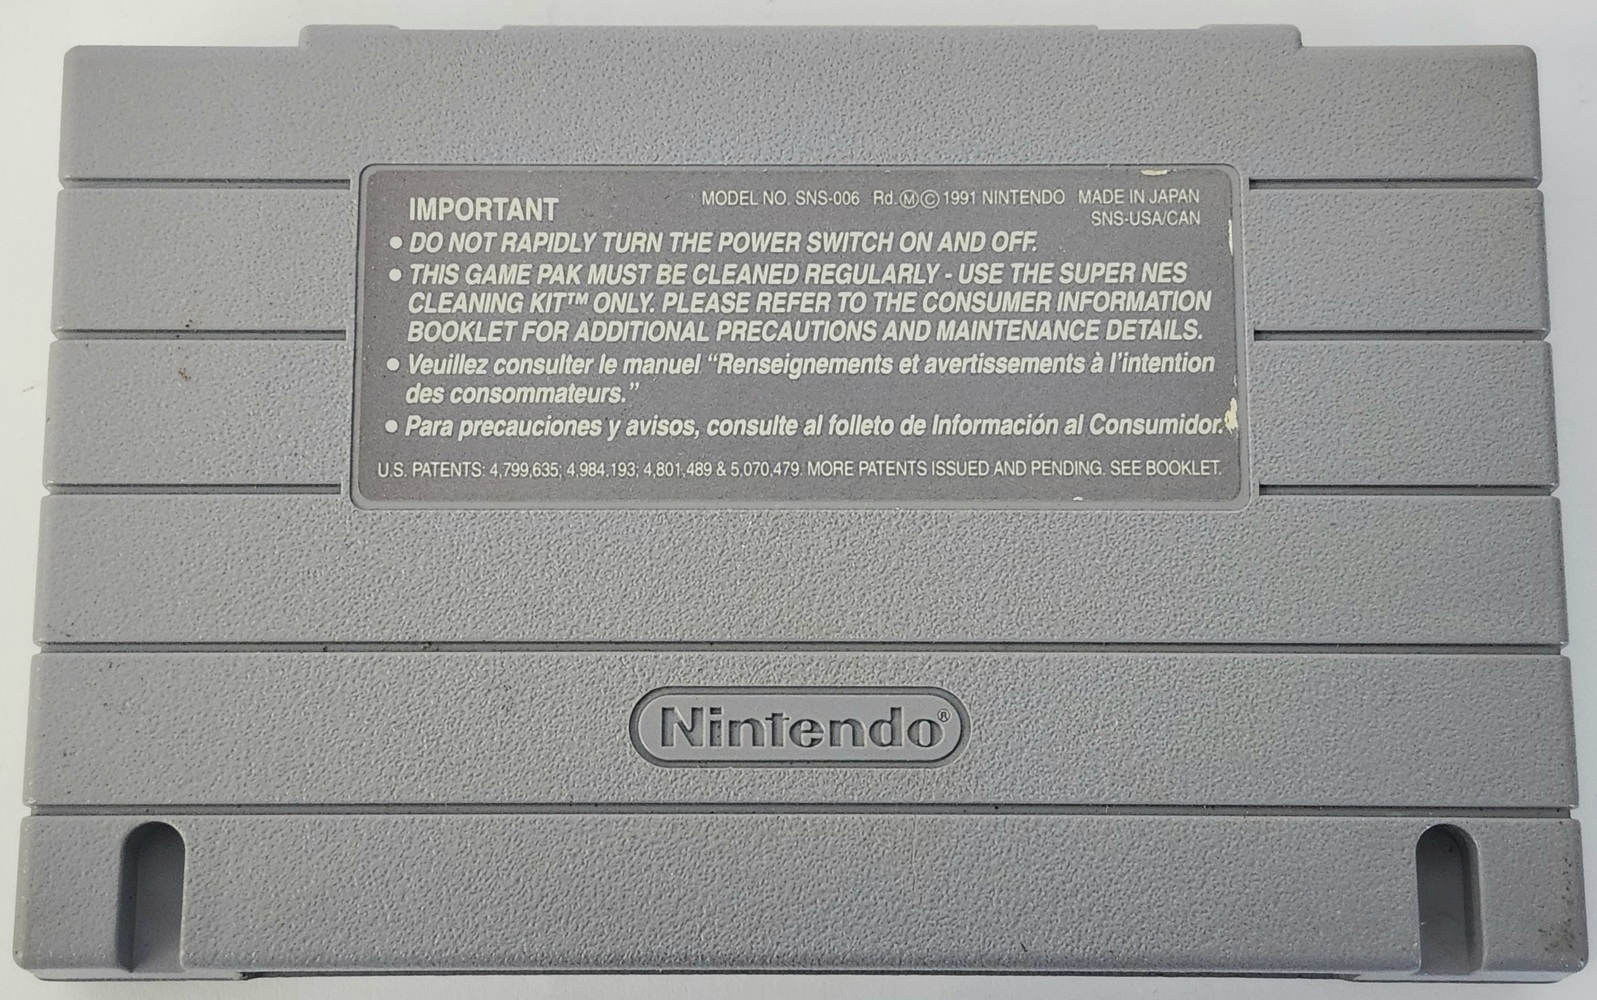 IMPORTANT
MODEL NO. SNS-006 Rd.ⓂⒸ1991 NINTENDO MADE IN JAPAN
SNS-USA/CAN
● DO NOT RAPIDLY TURN THE POWER SWITCH ON AND OFF.
● THIS GAME PAK MUST BE CLEANED REGULARLY - USE THE SUPER NES
CLEANING KIT™ ONLY. PLEASE REFER TO THE CONSUMER INFORMATION
BOOKLET FOR ADDITIONAL PRECAUTIONS AND MAINTENANCE DETAILS.
● Veuillez consulter le manuel “Renseignements et avertissements à l’intention
des consommateurs.”
● Para precauciones y avisos, consulte al folleto de Información al Consumidor.
U.S. PATENTS: 4,799,635; 4,984,193; 4,801,489 & 5,070,479. MORE PATENTS ISSUED AND PENDING. SEE BOOKLET.
Nintendo®